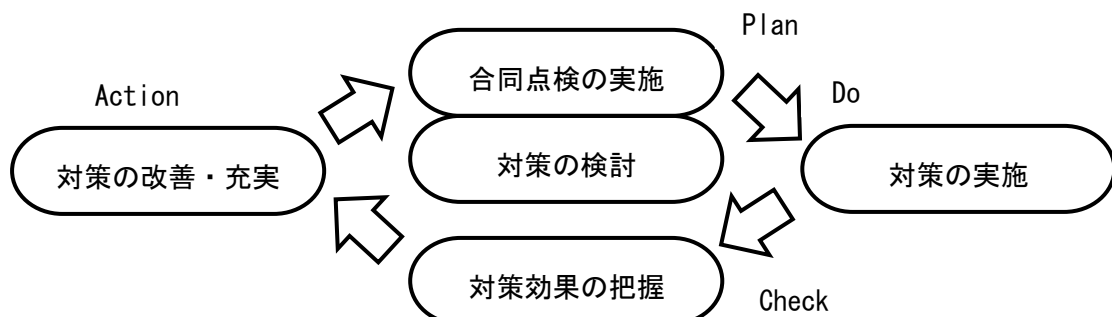 Plan
合同点検の実施
Action
Do
対策の検討
対策の改善・充実
対策の実施
対策効果の把握
Check